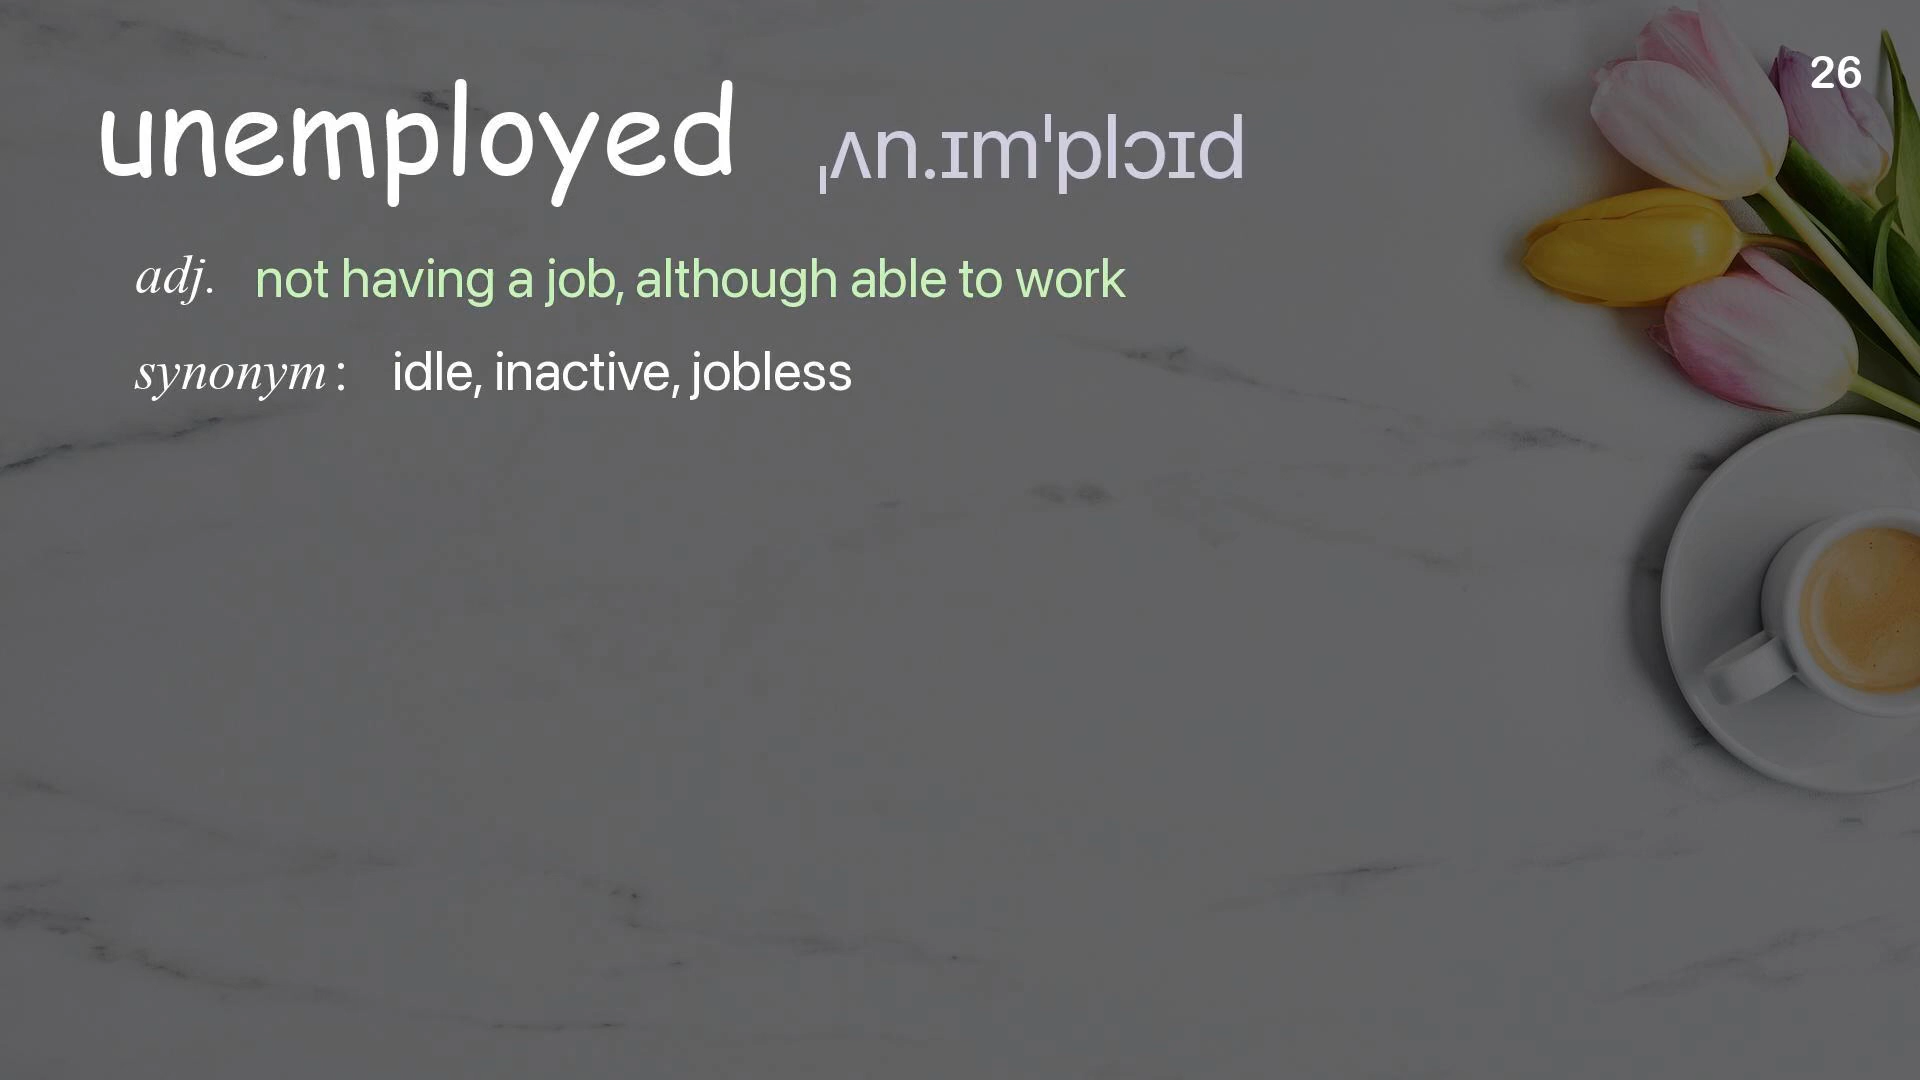 26
unemployed ˌʌn.ɪmˈplɔɪd
adj. not having a job, although able to work
synonym: idle, inactive, jobless